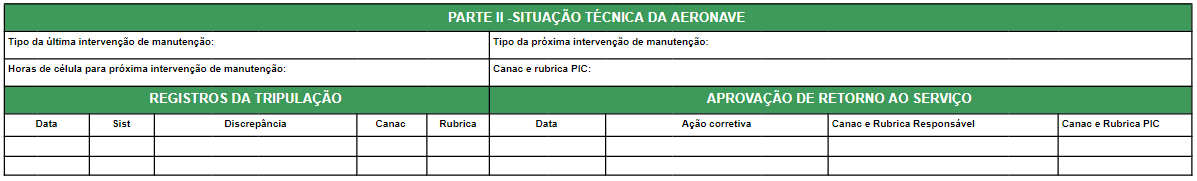 PARTE II -SITUAÇÃO TÉCNICA DA AERONAVE
Tipo da última intervenção de manutenção: Tipo da próxima intervenção de manutenção:
Horas de célula para próxima intervenção de manutenção: Canac e rubrica PIC:
REGISTROS DA TRIPULAÇÃO APROVAÇÃO DE RETORNO AO SERVIÇO
Data Sist Discrepância Canac Rubrica Data Ação corretiva Canac e Rubrica Responsável Canac e Rubrica PIC